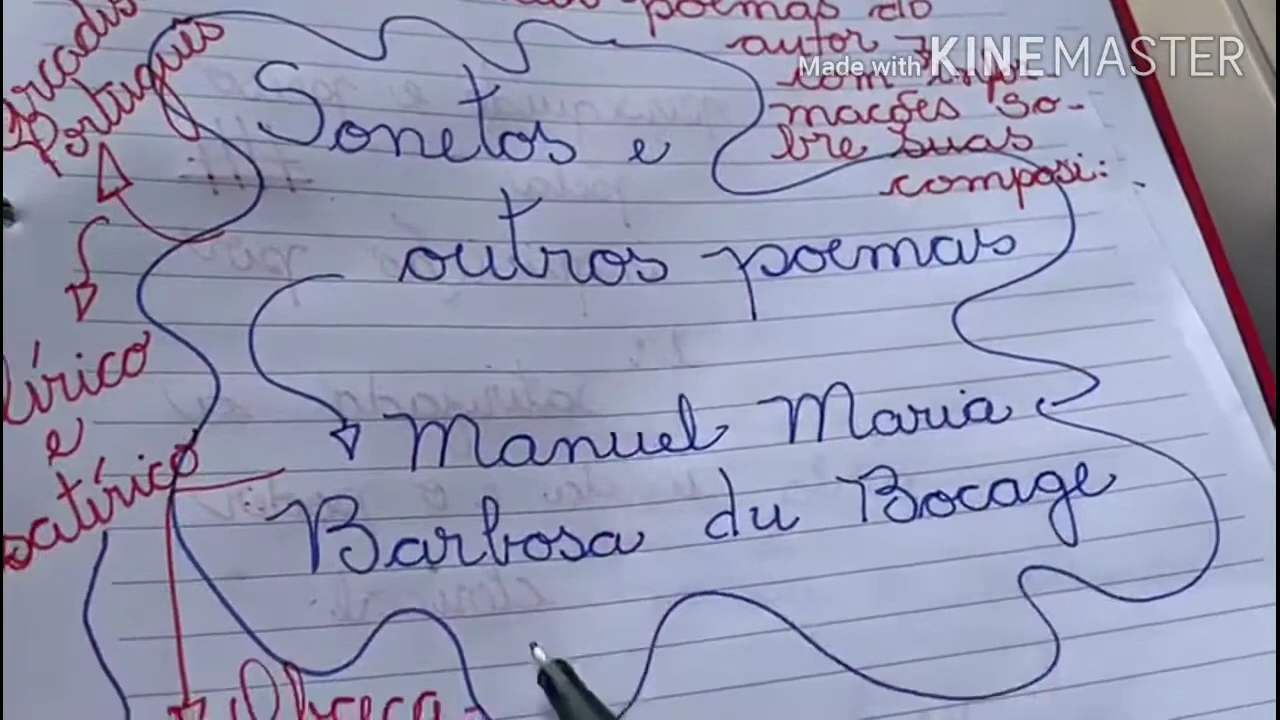 poemas do
autor
Made with KINEMASTER
mações so-
bre suas
composi:
Português
Sonetos e
outros poemas
lírico
e
satírico
Manuel Maria
Barbosa du Bocage